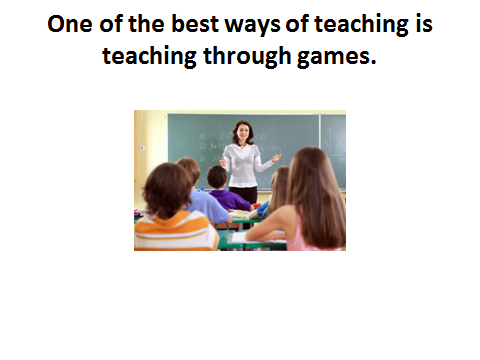 One of the best ways of teaching is
teaching through games.